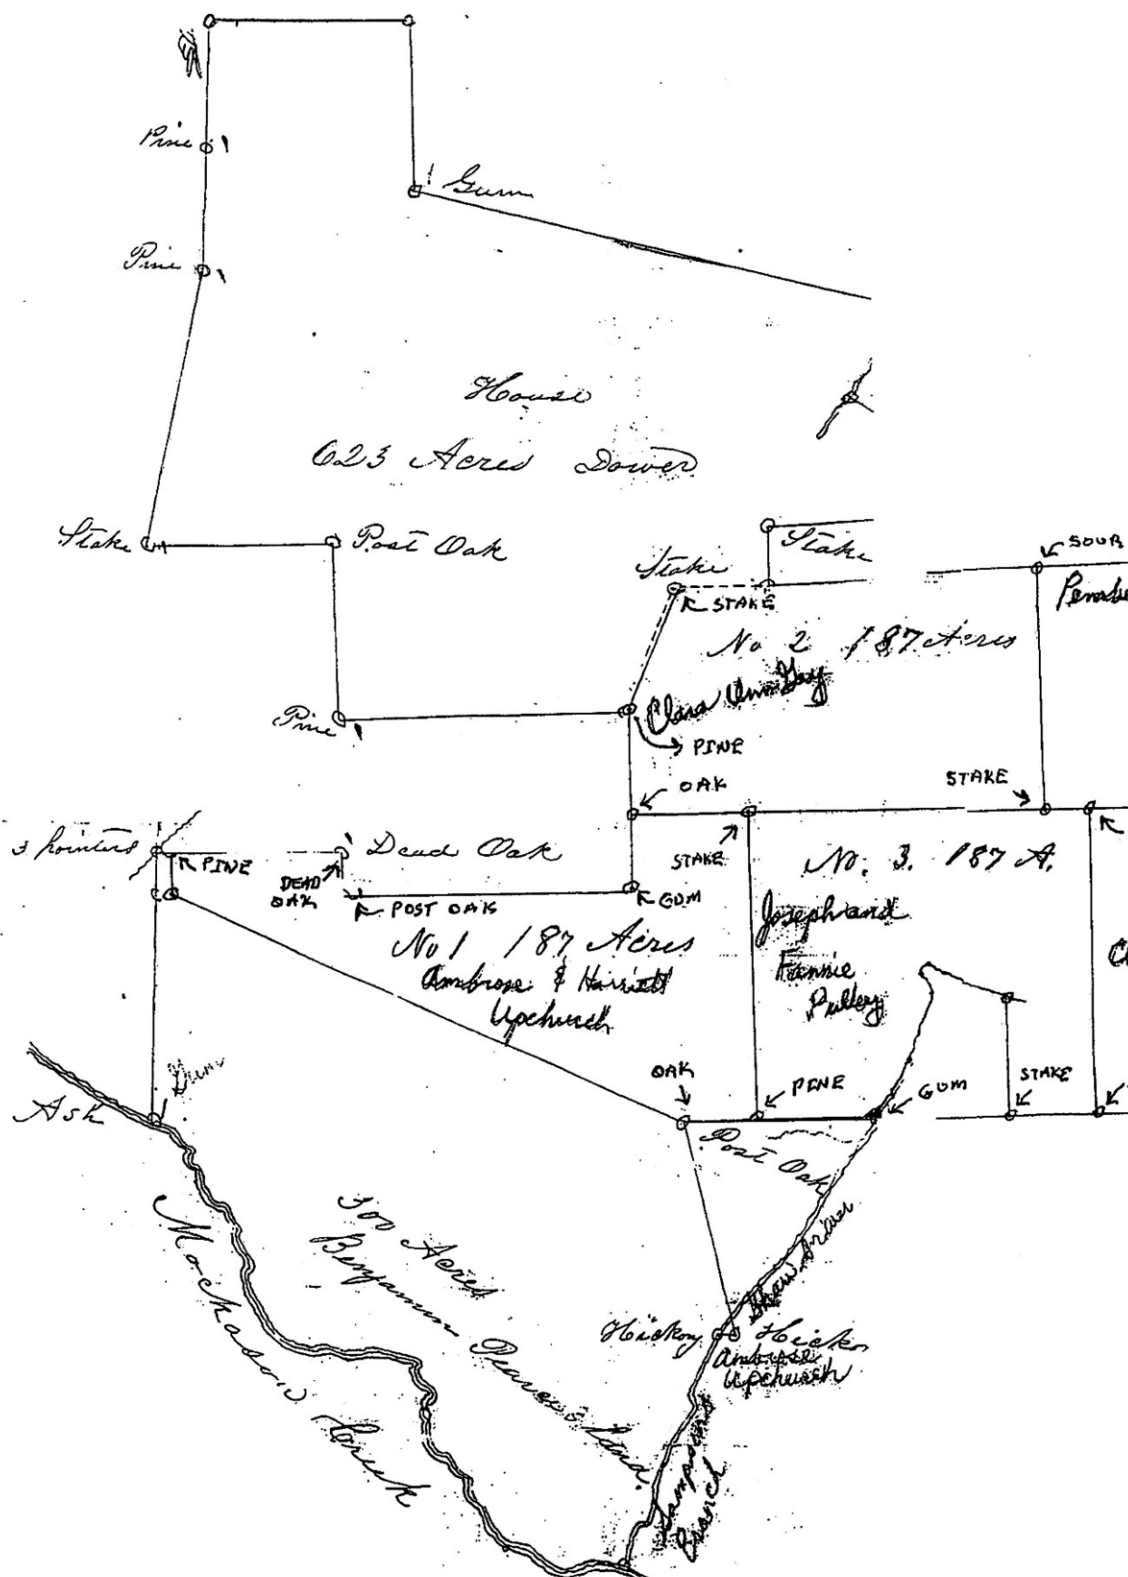 Pine
Gum
Pine
House
623 Acres Dower
Stake
Post Oak
Stake
Stake
SOUR
STAKE
No 2 187 Acres
Clara Ann Gay
Pine
PINE
OAK
STAKE
3 pointers
PINE
Dead Oak
DEAD
OAK
POST OAK
STAKE
GUM
No. 3. 187 A.
No 1 187 Acres
Joseph and
Fannie
Pulley
Ambrose & Harriett
Upchurch
OAK
PINE
GUM
STAKE
Ash
Post Oak
300 Acres
Benjamin Pearce's Land.
Mockason Creek
Hickory
Ambrose
Upchurch
Branch